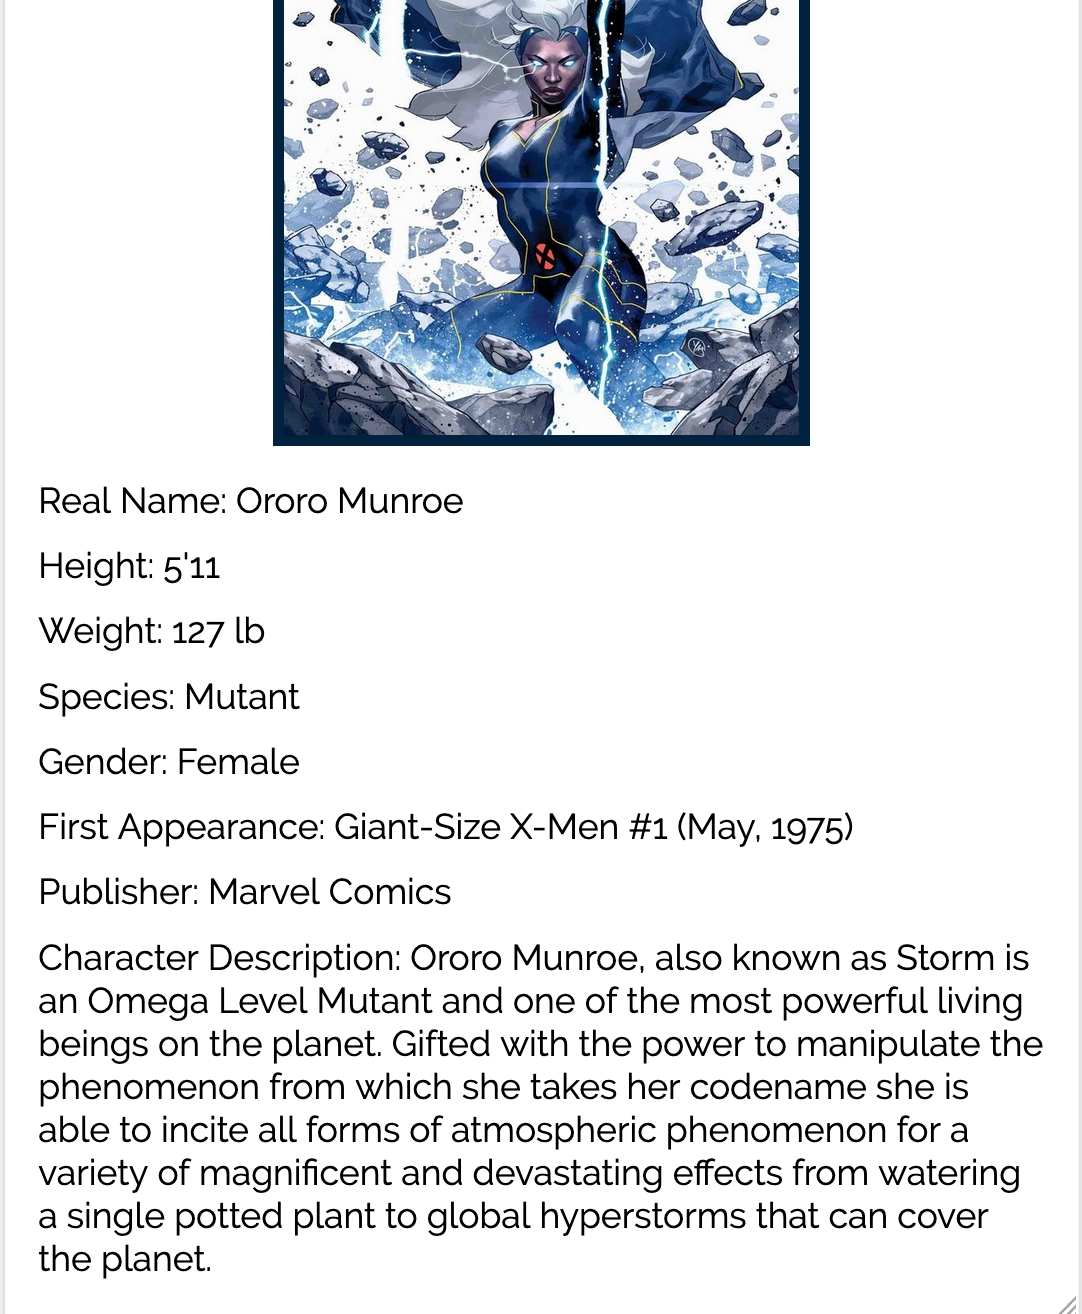 Real Name: Ororo Munroe
Height: 5'11
Weight: 127 lb
Species: Mutant
Gender: Female
First Appearance: Giant-Size X-Men #1 (May, 1975)
Publisher: Marvel Comics
Character Description: Ororo Munroe, also known as Storm is
an Omega Level Mutant and one of the most powerful living
beings on the planet. Gifted with the power to manipulate the
phenomenon from which she takes her codename she is
able to incite all forms of atmospheric phenomenon for a
variety of magnificent and devastating effects from watering
a single potted plant to global hyperstorms that can cover
the planet.